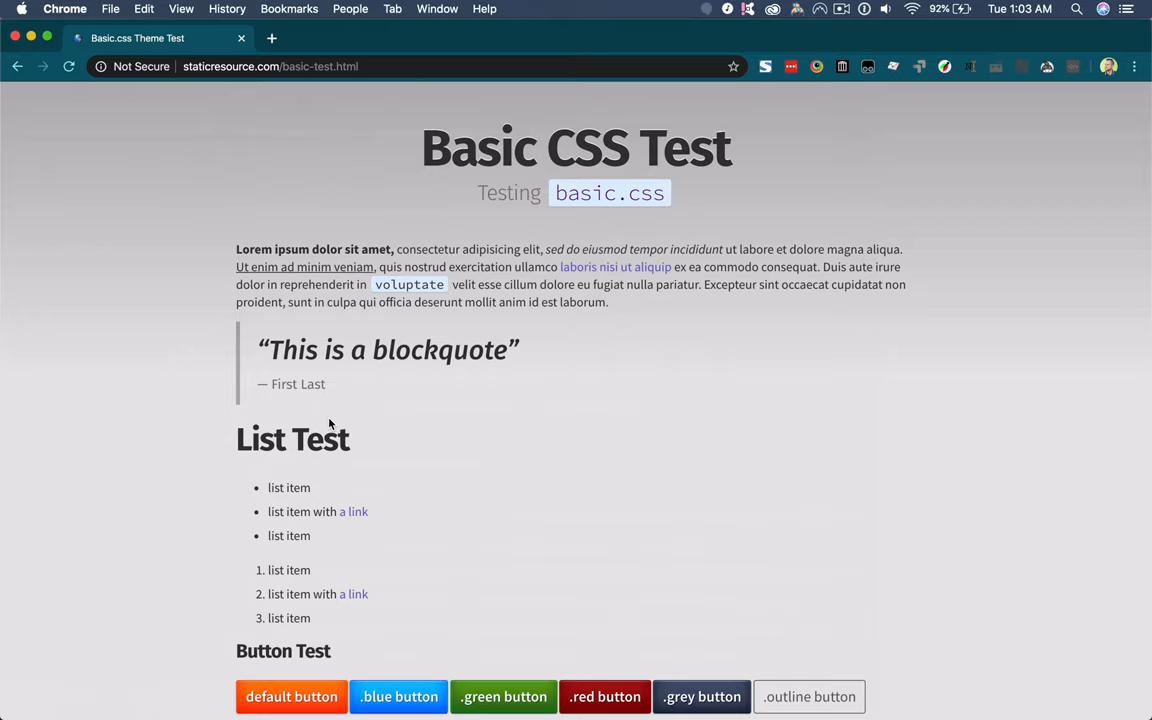 Chrome File Edit View History Bookmarks People Tab Window Help 92% Tue 1:03 AM
Basic.css Theme Test
Not Secure staticresource.com/basic-test.html
Basic CSS Test
Testing basic.css
Lorem ipsum dolor sit amet, consectetur adipisicing elit, sed do eiusmod tempor incididunt ut labore et dolore magna aliqua.
Ut enim ad minim veniam, quis nostrud exercitation ullamco laboris nisi ut aliquip ex ea commodo consequat. Duis aute irure
dolor in reprehenderit in voluptate velit esse cillum dolore eu fugiat nulla pariatur. Excepteur sint occaecat cupidatat non
proident, sunt in culpa qui officia deserunt mollit anim id est laborum.
“This is a blockquote”
— First Last
List Test
• list item
• list item with a link
• list item
1. list item
2. list item with a link
3. list item
Button Test
default button .blue button .green button .red button .grey button .outline button